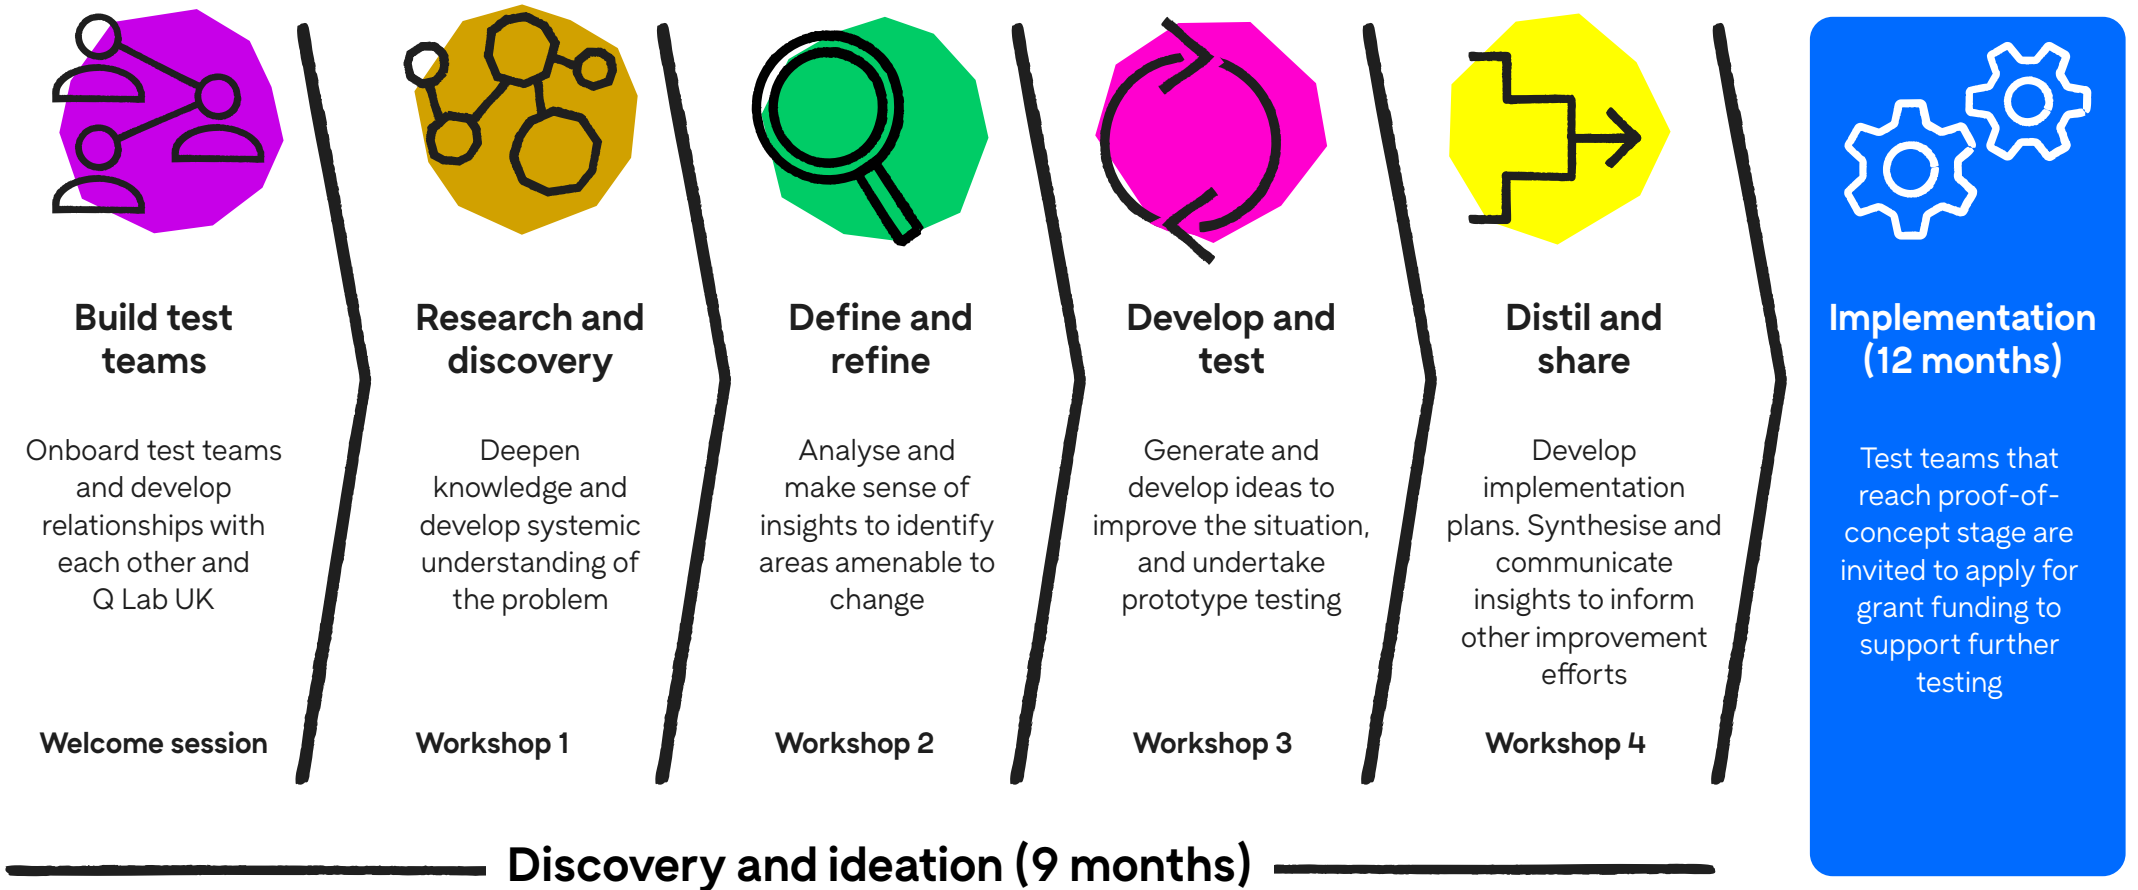 Build test
teams
Onboard test teams
and develop
relationships with
each other and
Q Lab UK
Welcome session
Research and
discovery
Deepen
knowledge and
develop systemic
understanding of
the problem
Workshop 1
Define and
refine
Analyse and
make sense of
insights to identify
areas amenable to
change
Workshop 2
Develop and
test
Generate and
develop ideas to
improve the situation,
and undertake
prototype testing
Workshop 3
Distil and
share
Develop
implementation
plans. Synthesise and
communicate
insights to inform
other improvement
efforts
Workshop 4
Implementation
(12 months)
Test teams that
reach proof-of-
concept stage are
invited to apply for
grant funding to
support further
testing
Discovery and ideation (9 months)